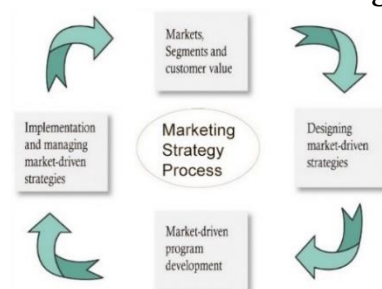 Markets,
Segments and
customer value
Implementation
and managing
market-driven
strategies
Marketing
Strategy
Process
Designing
market-driven
strategies
Market-driven
program
development